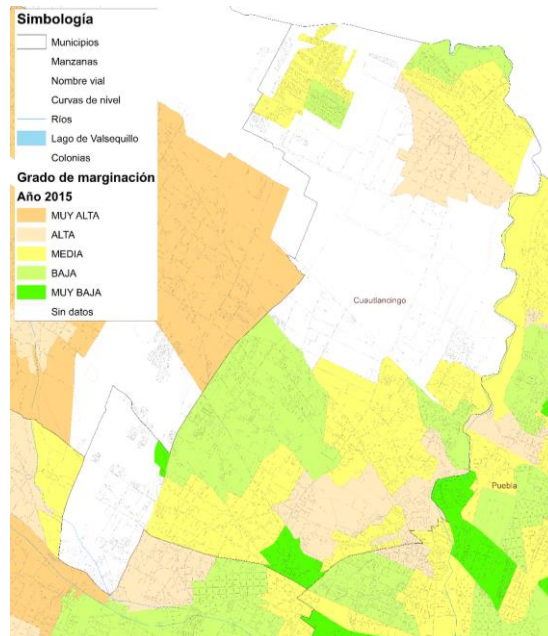 Simbología
Municipios
Manzanas
Nombre vial
Curvas de nivel
Ríos
Lago de Valsequillo
Colonias
Grado de marginación
Año 2015
MUY ALTA
ALTA
MEDIA
BAJA
MUY BAJA
Sin datos
Cuautlancingo
Puebla